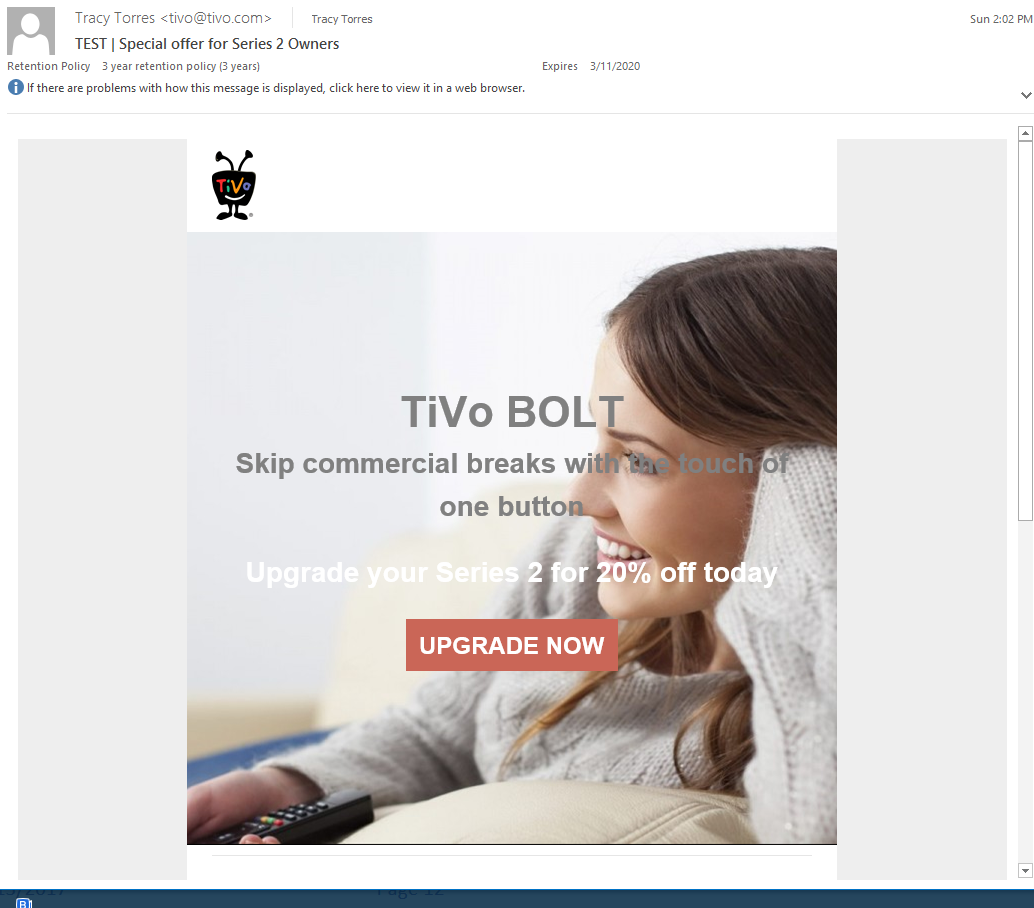 Tracy Torres <tivo@tivo.com>
Tracy Torres
Sun 2:02 PM
TEST | Special offer for Series 2 Owners
Retention Policy 3 year retention policy (3 years)
Expires 3/11/2020
If there are problems with how this message is displayed, click here to view it in a web browser.
TiVo
TiVo BOLT
Skip commercial breaks with the touch of
one button
Upgrade your Series 2 for 20% off today
UPGRADE NOW